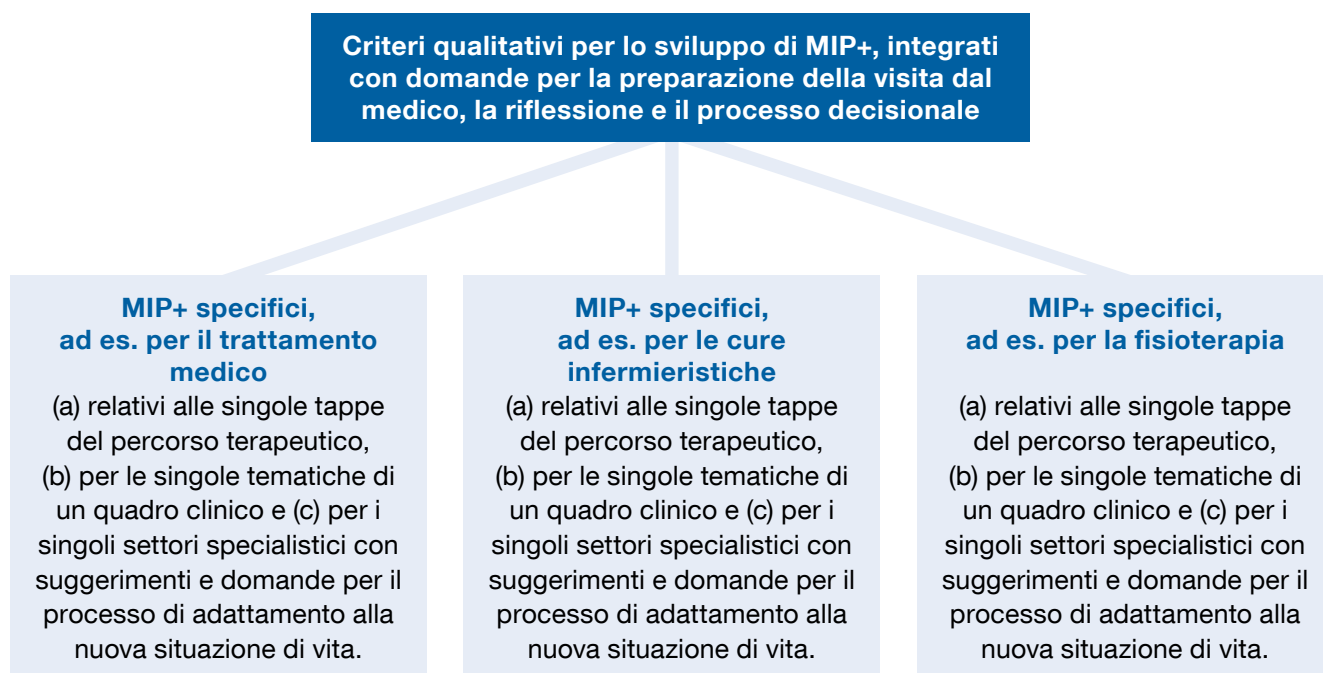 Criteri qualitativi per lo sviluppo di MIP+, integrati
con domande per la preparazione della visita dal
medico, la riflessione e il processo decisionale
MIP+ specifici,
ad es. per il trattamento
medico
(a) relativi alle singole tappe
del percorso terapeutico,
(b) per le singole tematiche di
un quadro clinico e (c) per i
singoli settori specialistici con
suggerimenti e domande per il
processo di adattamento alla
nuova situazione di vita.
MIP+ specifici,
ad es. per le cure
infermieristiche
(a) relativi alle singole tappe
del percorso terapeutico,
(b) per le singole tematiche di
un quadro clinico e (c) per i
singoli settori specialistici con
suggerimenti e domande per il
processo di adattamento alla
nuova situazione di vita.
MIP+ specifici,
ad es. per la fisioterapia
(a) relativi alle singole tappe
del percorso terapeutico,
(b) per le singole tematiche di
un quadro clinico e (c) per i
singoli settori specialistici con
suggerimenti e domande per il
processo di adattamento alla
nuova situazione di vita.